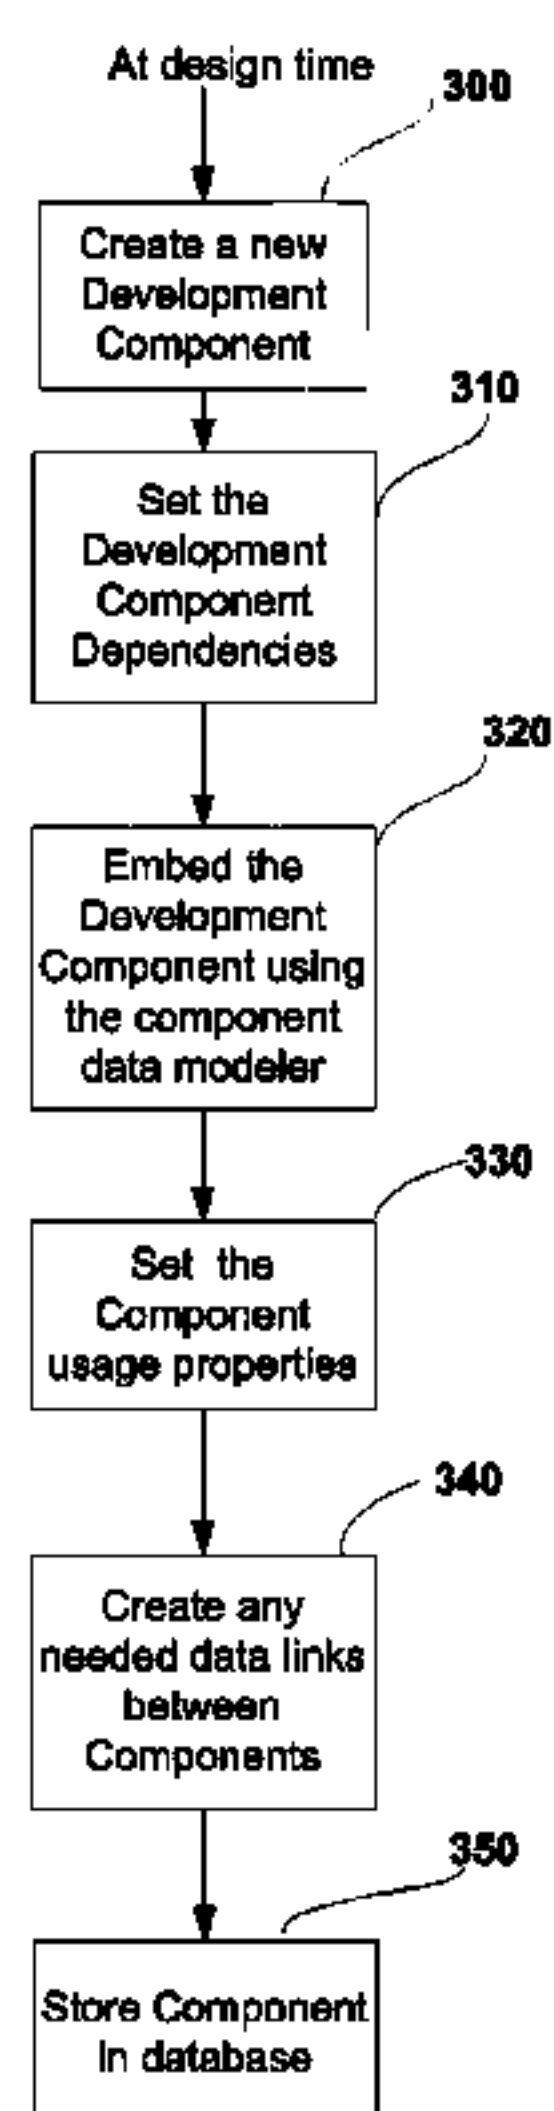 At design time
300
Create a new
Development
Component
310
Set the
Development
Component
Dependencies
320
Embed the
Development
Component using
the component
data modeler
330
Set the
Component
usage properties
340
Create any
needed data links
between
Components
350
Store Component
In database